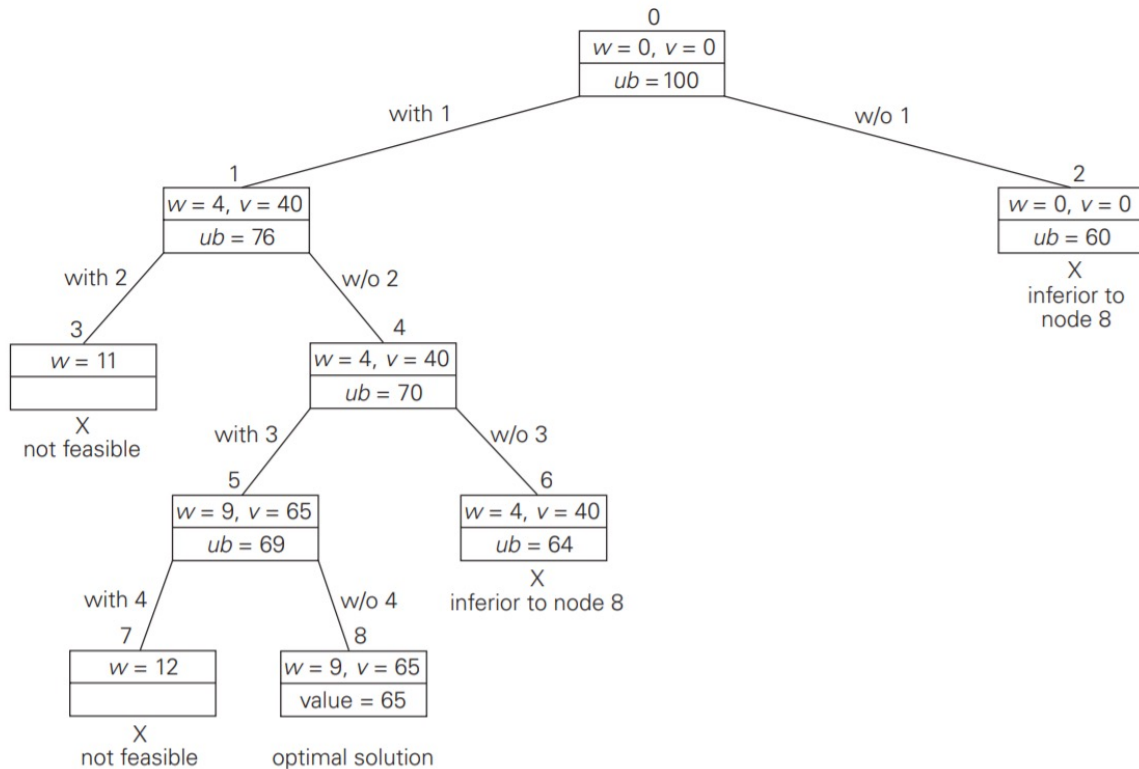 0
w = 0, v = 0
ub = 100
with 1
w/o 1
1
w = 4, v = 40
ub = 76
2
w = 0, v = 0
ub = 60
X
inferior to
node 8
with 2
w/o 2
3
w = 11
X
not feasible
4
w = 4, v = 40
ub = 70
with 3
w/o 3
5
w = 9, v = 65
ub = 69
6
w = 4, v = 40
ub = 64
X
inferior to node 8
with 4
w/o 4
7
w = 12
X
not feasible
8
w = 9, v = 65
value = 65
optimal solution